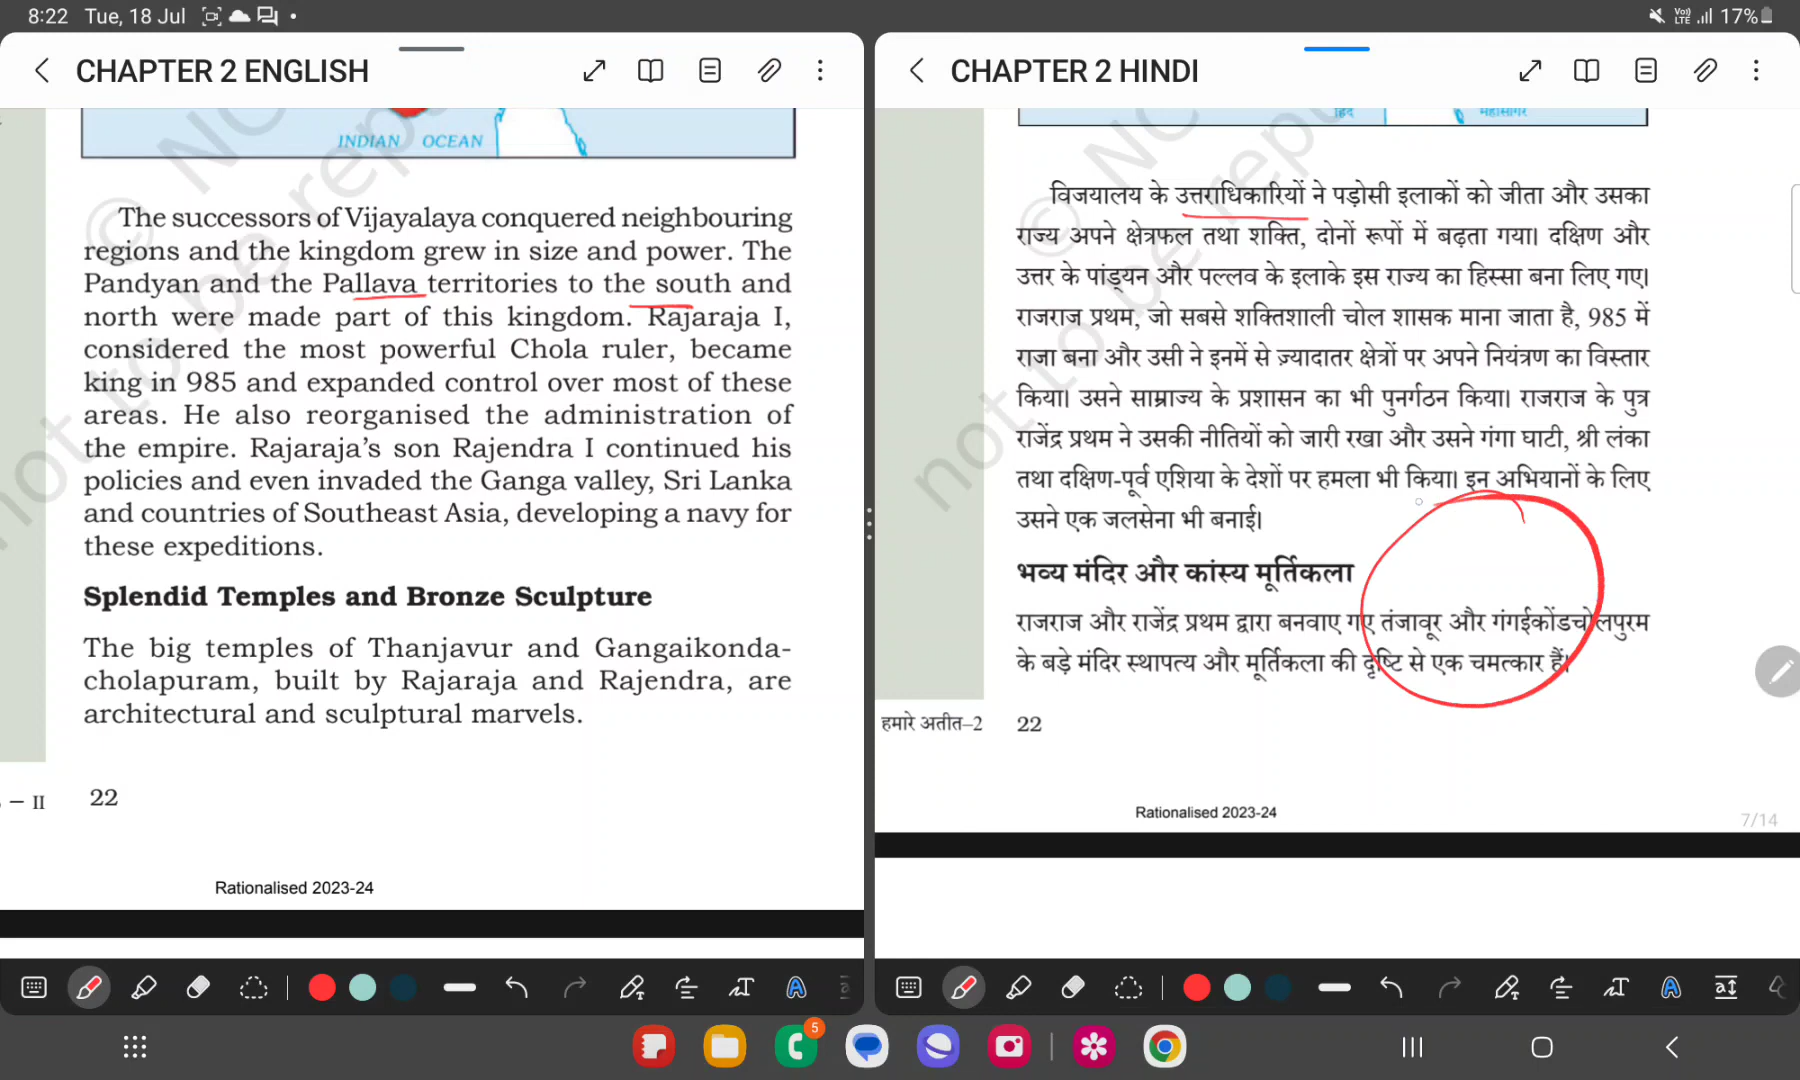 8:22 Tue, 18 Jul
17%
CHAPTER 2 ENGLISH
INDIAN OCEAN
The successors of Vijayalaya conquered neighbouring
regions and the kingdom grew in size and power. The
Pandyan and the Pallava territories to the south and
north were made part of this kingdom. Rajaraja I,
considered the most powerful Chola ruler, became
king in 985 and expanded control over most of these
areas. He also reorganised the administration of
the empire. Rajaraja's son Rajendra I continued his
policies and even invaded the Ganga valley, Sri Lanka
and countries of Southeast Asia, developing a navy for
these expeditions.
Splendid Temples and Bronze Sculpture
The big temples of Thanjavur and Gangaikonda-
cholapuram, built by Rajaraja and Rajendra, are
architectural and sculptural marvels.
– II 22
Rationalised 2023-24
CHAPTER 2 HINDI
हिंद महासागर
विजयालय के उत्तराधिकारियों ने पड़ोसी इलाकों को जीता और उसका
राज्य अपने क्षेत्रफल तथा शक्ति, दोनों रूपों में बढ़ता गया। दक्षिण और
उत्तर के पांड्यन और पल्लव के इलाके इस राज्य का हिस्सा बना लिए गए।
राजराज प्रथम, जो सबसे शक्तिशाली चोल शासक माना जाता है, 985 में
राजा बना और उसी ने इनमें से ज़्यादातर क्षेत्रों पर अपने नियंत्रण का विस्तार
किया। उसने साम्राज्य के प्रशासन का भी पुनर्गठन किया। राजराज के पुत्र
राजेंद्र प्रथम ने उसकी नीतियों को जारी रखा और उसने गंगा घाटी, श्री लंका
तथा दक्षिण-पूर्व एशिया के देशों पर हमला भी किया। इन अभियानों के लिए
उसने एक जलसेना भी बनाई।
भव्य मंदिर और कांस्य मूर्तिकला
राजराज और राजेंद्र प्रथम द्वारा बनवाए गए तंजावूर और गंगईकोंडचोलपुरम
के बड़े मंदिर स्थापत्य और मूर्तिकला की दृष्टि से एक चमत्कार हैं।
हमारे अतीत–2 22
Rationalised 2023-24
7/14
5